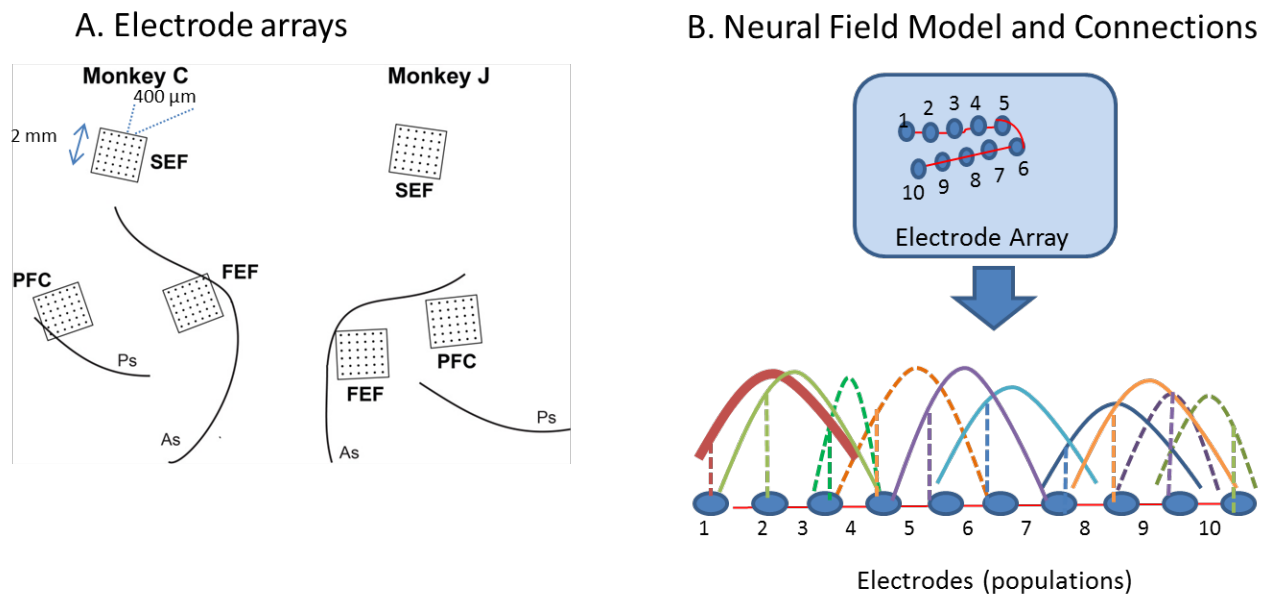 A. Electrode arrays
Monkey C
Monkey J
400 μm
2 mm
SEF
SEF
PFC
FEF
Ps
PFC
FEF
Ps
As
As
B. Neural Field Model and Connections
1 2 3 4 5
10 9 8 7 6
Electrode Array
1 2 3 4 5 6 7 8 9 10
Electrodes (populations)